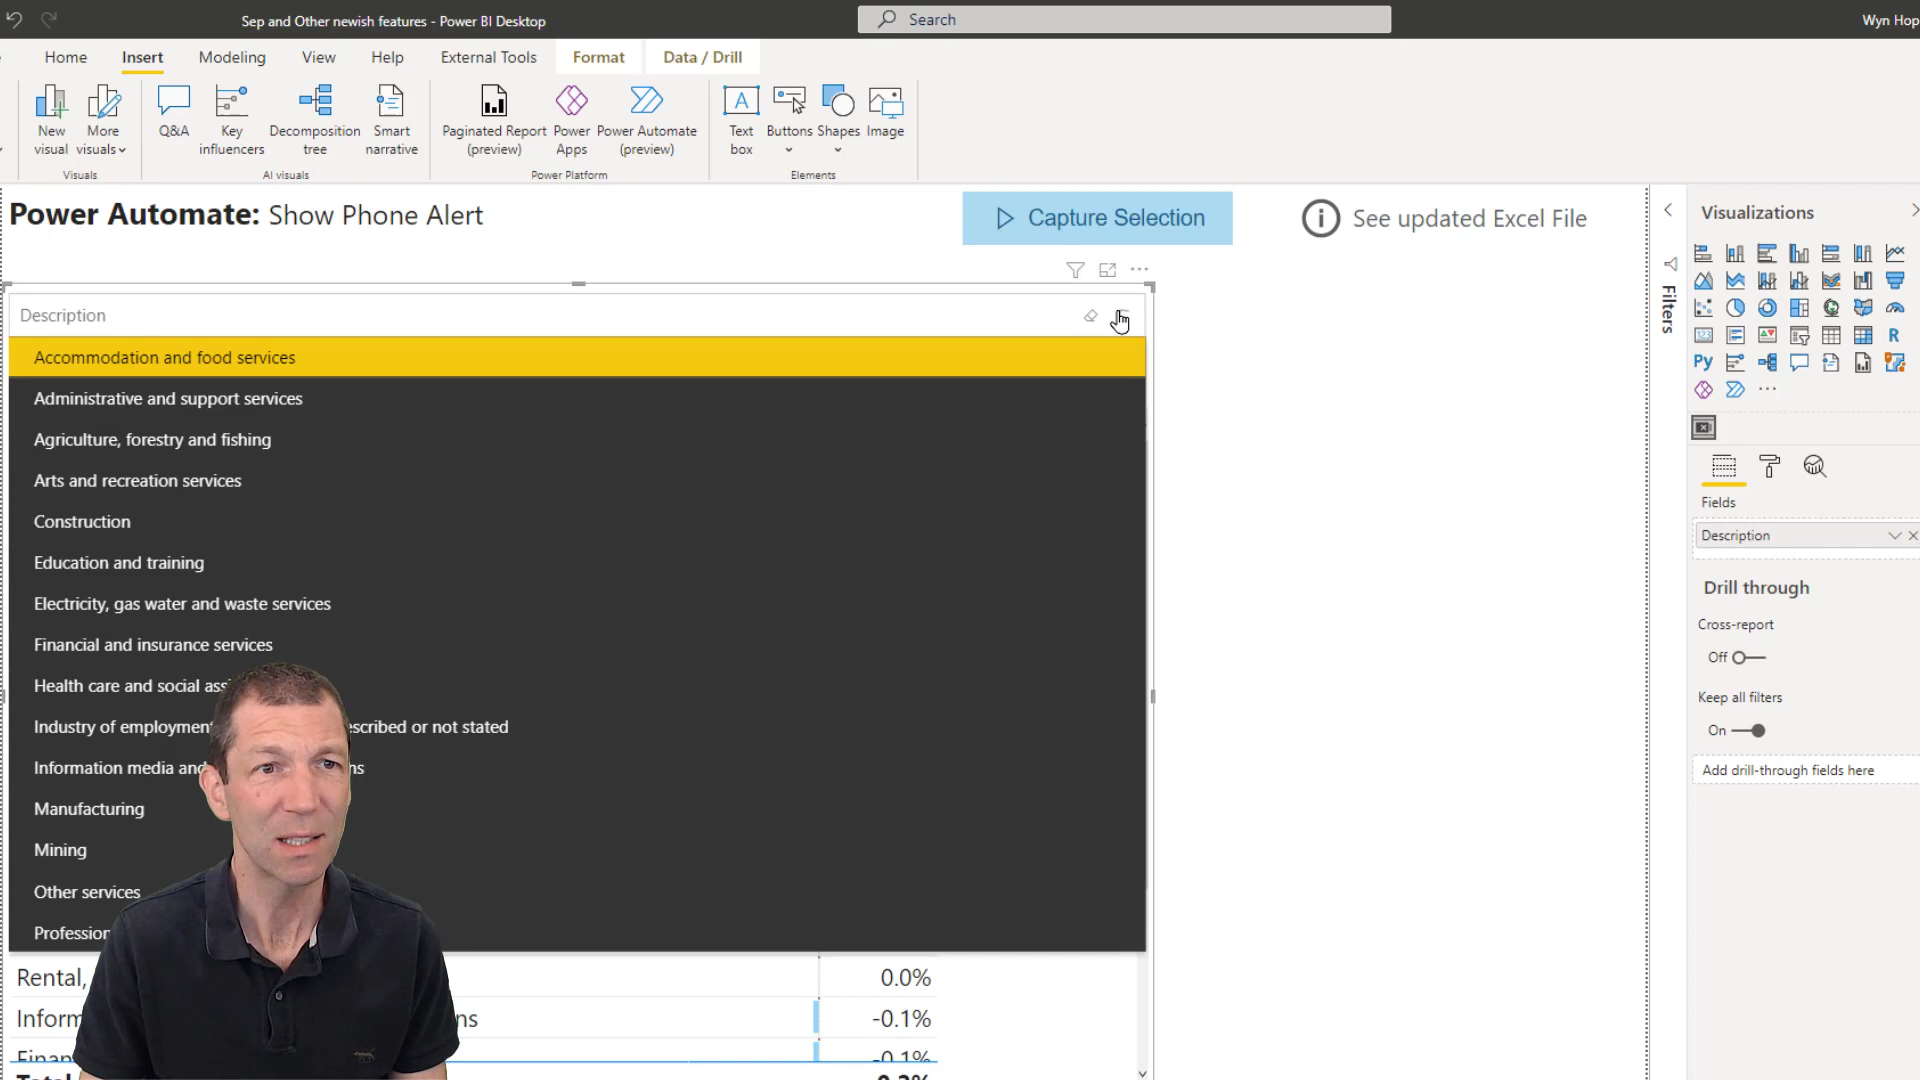 Sep and Other newish features - Power BI Desktop
Search
Wyn Hop
Home Insert Modeling View Help External Tools Format Data / Drill
New visual
More visuals
Q&A
Key influencers
Decomposition tree
Smart narrative
Paginated Report (preview)
Power Apps
Power Automate (preview)
Text box
Buttons
Shapes
Image
Visuals
AI visuals
Power Platform
Elements
Power Automate: Show Phone Alert
Capture Selection
See updated Excel File
Description
Accommodation and food services
Administrative and support services
Agriculture, forestry and fishing
Arts and recreation services
Construction
Education and training
Electricity, gas water and waste services
Financial and insurance services
Health care and social ass
Industry of employment escribed or not stated
Information media and ns
Manufacturing
Mining
Other services
Profession
Rental, 0.0%
Inform ns -0.1%
Finan -0.1%
Total
Filters
Visualizations
R
Py
Fields
Description
Drill through
Cross-report
Off
Keep all filters
On
Add drill-through fields here